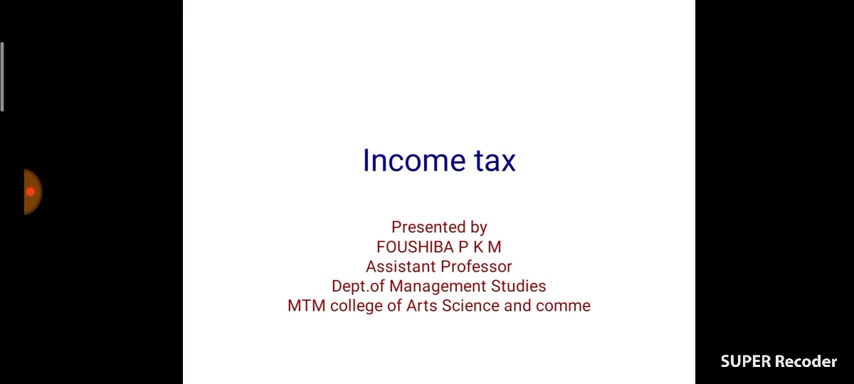 Income tax
Presented by
FOUSHIBA P K M
Assistant Professor
Dept.of Management Studies
MTM college of Arts Science and comme
SUPER Recoder